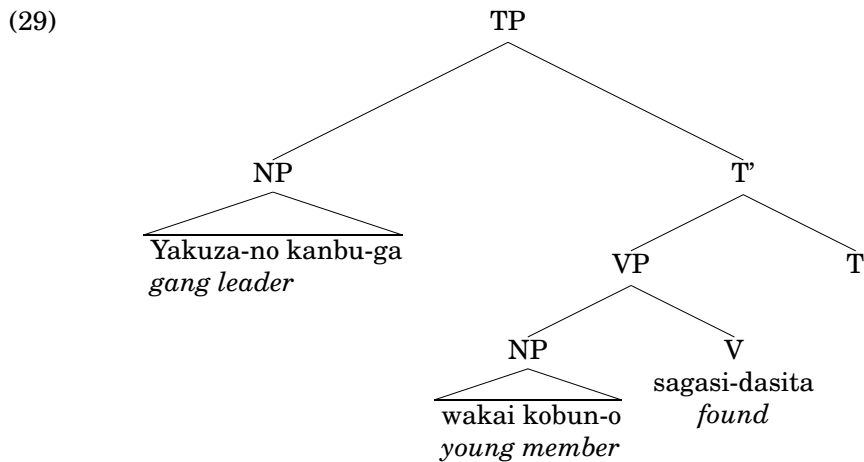 (29)
TP
NP
T’
Yakuza-no kanbu-ga
gang leader
VP
T
NP
V
wakai kobun-o
young member
sagasi-dasita
found